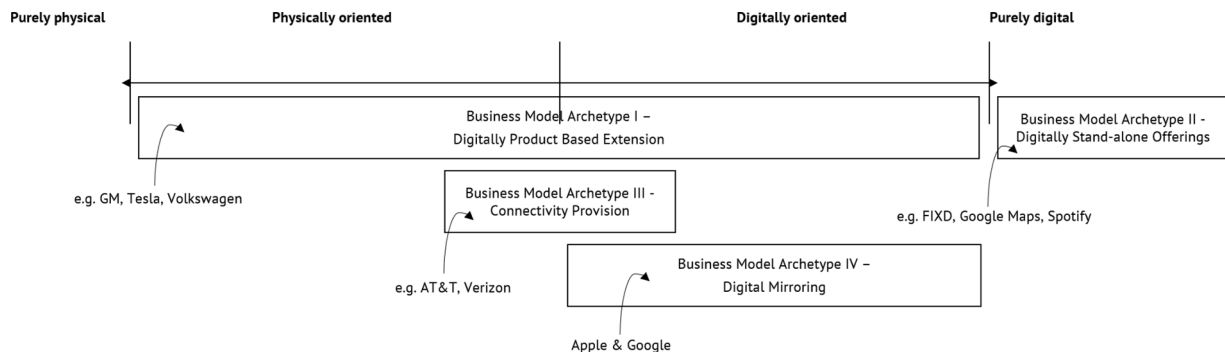 Purely physical
Physically oriented
Digitally oriented
Purely digital
Business Model Archetype I –
Digitally Product Based Extension
Business Model Archetype II -
Digitally Stand-alone Offerings
e.g. GM, Tesla, Volkswagen
Business Model Archetype III -
Connectivity Provision
e.g. FIXD, Google Maps, Spotify
Business Model Archetype IV –
Digital Mirroring
e.g. AT&T, Verizon
Apple & Google